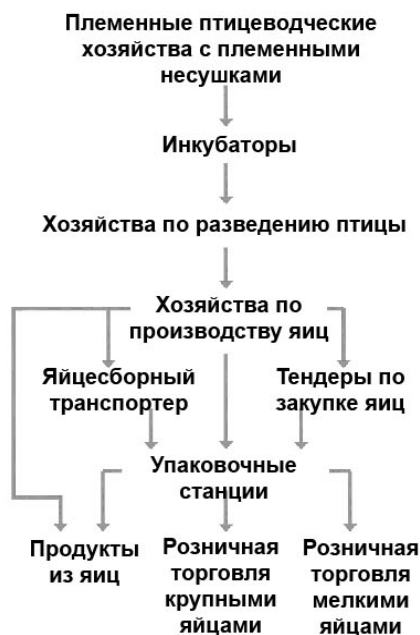 Племенные птицеводческие
хозяйства с племенными
несушками
Инкубаторы
Хозяйства по разведению птицы
Хозяйства по
производству яиц
Яйцесборный
транспортер
Тендеры по
закупке яиц
Упаковочные
станции
Продукты
из яиц
Розничная
торговля
крупными
яйцами
Розничная
торговля
мелкими
яйцами